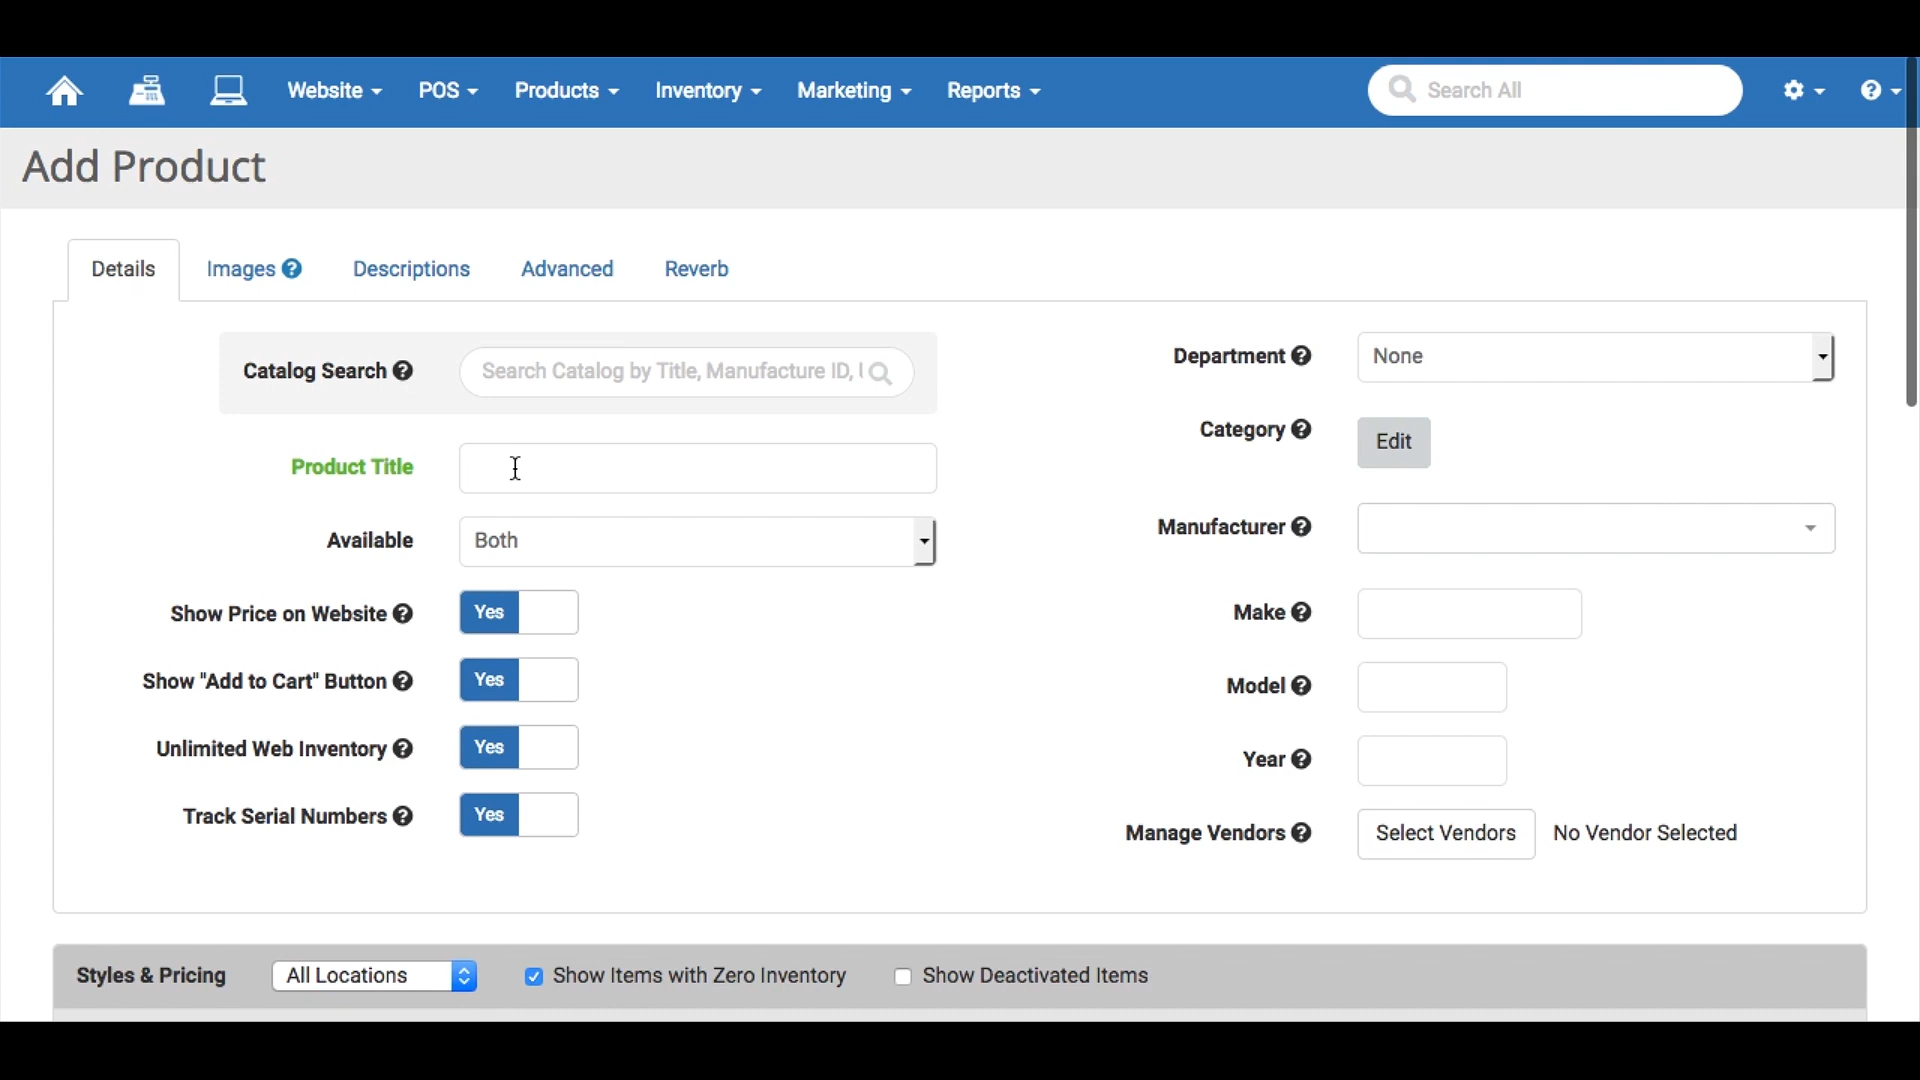 Website POS Products Inventory Marketing Reports Search All
Add Product
Details Images Descriptions Advanced Reverb
Catalog Search Search Catalog by Title, Manufacture ID, Department None
Category Edit
Product Title
Manufacturer
Available Both
Show Price on Website Yes Make
Show "Add to Cart" Button Yes Model
Unlimited Web Inventory Yes Year
Track Serial Numbers Yes Manage Vendors Select Vendors No Vendor Selected
Styles & Pricing All Locations Show Items with Zero Inventory Show Deactivated Items